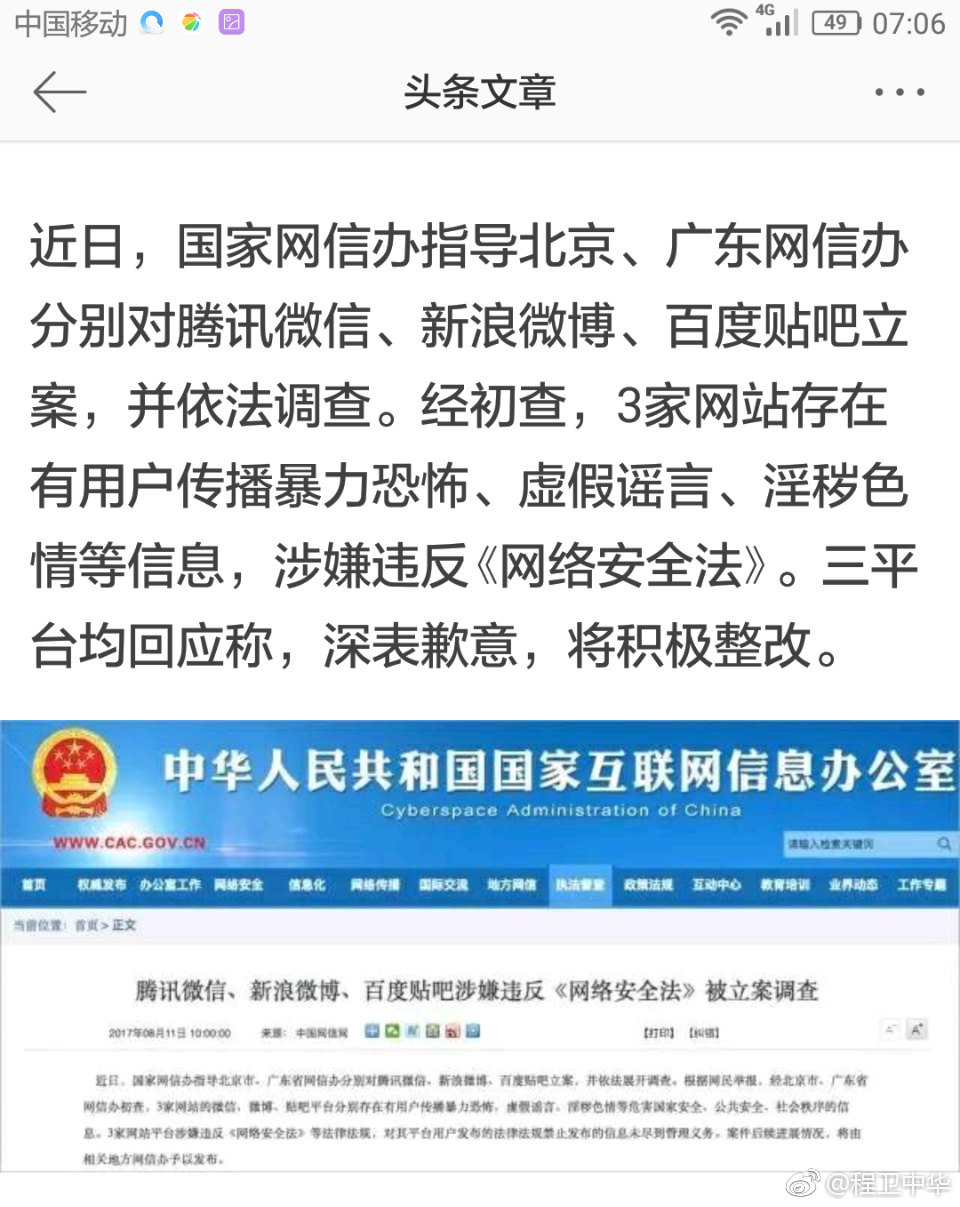 中国移动
4G
49
07:06
头条文章
近日，国家网信办指导北京、广东网信办
分别对腾讯微信、新浪微博、百度贴吧立
案，并依法调查。经初查，3家网站存在
有用户传播暴力恐怖、虚假谣言、淫秽色
情等信息，涉嫌违反《网络安全法》。三平
台均回应称，深表歉意，将积极整改。
中华人民共和国国家互联网信息办公室
Cyberspace Administration of China
WWW.CAC.GOV.CN
请输入检索关键词
首页 权威发布 办公室工作 网络安全 信息化 网络传播 国际交流 地方网信 执法督查 政策法规 互动中心 教育培训 业界动态 工作专题
当前位置：首页 > 正文
腾讯微信、新浪微博、百度贴吧涉嫌违反《网络安全法》被立案调查
2017年08月11日 10:00:00 来源： 中国网信网 【打印】 【纠错】 A- A+
近日，国家网信办指导北京市、广东省网信办分别对腾讯微信、新浪微博、百度贴吧立案，并依法展开调查。根据网民举报，经北京市、广东省
网信办初查，3家网站的微信、微博、贴吧平台分别存在有用户传播暴力恐怖、虚假谣言、淫秽色情等危害国家安全、公共安全、社会秩序的信
息。3家网站平台涉嫌违反《网络安全法》等法律法规，对其平台用户发布的法律法规禁止发布的信息未尽到管理义务。案件后续进展情况，将由
相关地方网信办予以发布。
@程卫中华